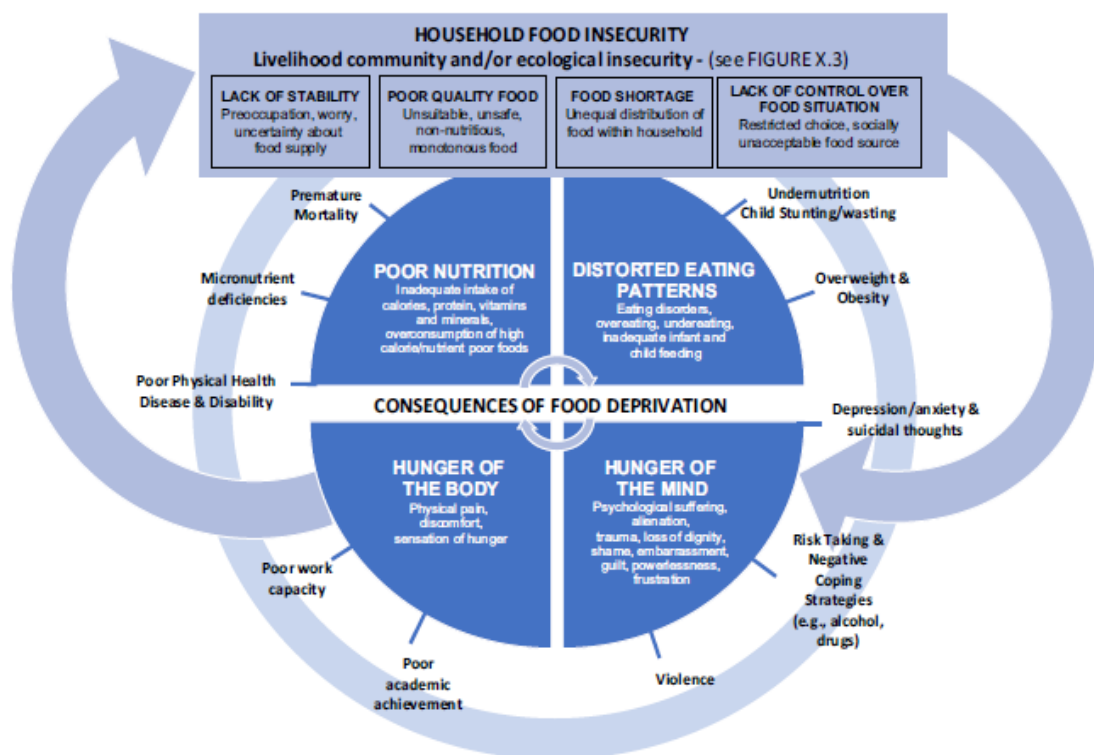 HOUSEHOLD FOOD INSECURITY
Livelihood community and/or ecological insecurity - (see FIGURE X.3)
LACK OF STABILITY
Preoccupation, worry,
uncertainty about
food supply
POOR QUALITY FOOD
Unsuitable, unsafe,
non-nutritious,
monotonous food
FOOD SHORTAGE
Unequal distribution of
food within household
LACK OF CONTROL OVER
FOOD SITUATION
Restricted choice, socially
unacceptable food source
Premature
Mortality
Undernutrition
Child Stunting/wasting
Micronutrient
deficiencies
POOR NUTRITION
Inadequate intake of
calories, protein, vitamins
and minerals,
overconsumption of high
calorie/nutrient poor foods
DISTORTED EATING
PATTERNS
Eating disorders,
overeating, undereating,
inadequate infant and
child feeding
Overweight &
Obesity
Poor Physical Health
Disease & Disability
CONSEQUENCES OF FOOD DEPRIVATION
Depression/anxiety &
suicidal thoughts
HUNGER OF
THE BODY
Physical pain,
discomfort,
sensation of hunger
HUNGER OF
THE MIND
Psychological suffering,
alienation,
trauma, loss of dignity,
shame, embarrassment,
guilt, powerlessness,
frustration
Poor work
capacity
Risk Taking &
Negative
Coping
Strategies
(e.g., alcohol,
drugs)
Poor
academic
achievement
Violence